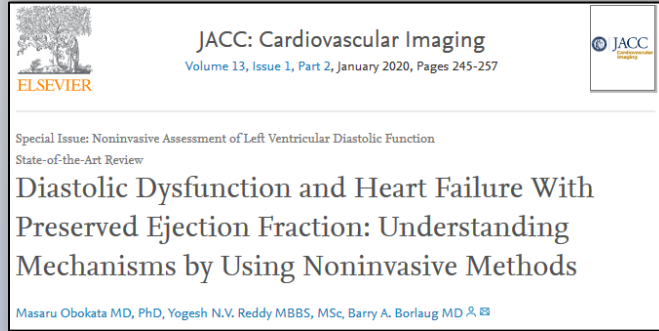 ELSEVIER
JACC: Cardiovascular Imaging
Volume 13, Issue 1, Part 2, January 2020, Pages 245-257
JACC
Cardiovascular
Imaging
Special Issue: Noninvasive Assessment of Left Ventricular Diastolic Function
State-of-the-Art Review
Diastolic Dysfunction and Heart Failure With
Preserved Ejection Fraction: Understanding
Mechanisms by Using Noninvasive Methods
Masaru Obokata MD, PhD, Yogesh N.V. Reddy MBBS, MSc, Barry A. Borlaug MD